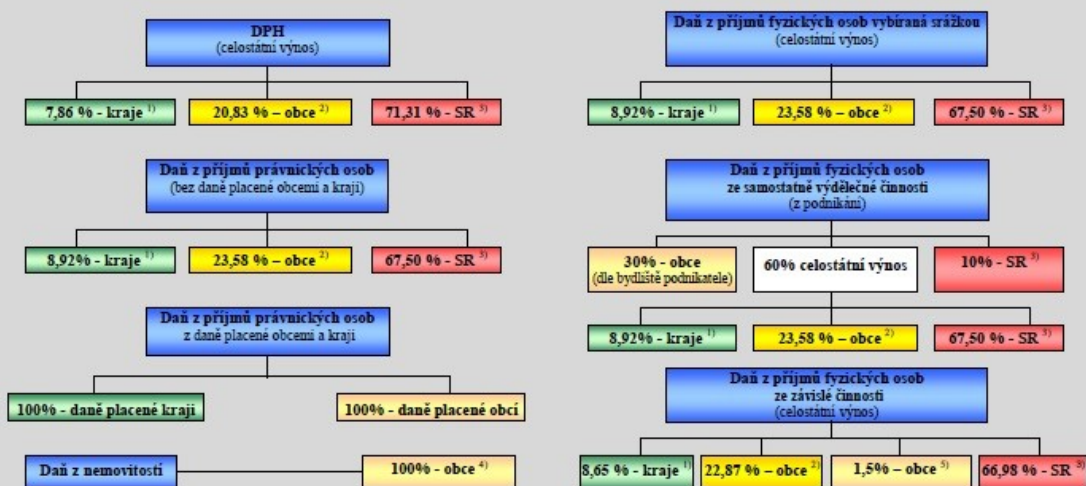 DPH
(celostátní výnos)
7,86 % - kraje 1)
20,83 % – obce 2)
71,31 % - SR 3)
Daň z příjmů právnických osob
(bez daně placené obcemi a kraji)
8,92% - kraje 1)
23,58 % – obce 2)
67,50 % - SR 3)
Daň z příjmů právnických osob
z daně placené obcemi a kraji
100% - daně placené kraji
100% - daně placené obcí
Daň z nemovitostí
100% - obce 4)
Daň z příjmů fyzických osob vybíraná srážkou
(celostátní výnos)
8,92% - kraje 1)
23,58 % – obce 2)
67,50 % - SR 3)
Daň z příjmů fyzických osob
ze samostatně výdělečné činnosti
(z podnikání)
30% - obce
(dle bydliště podnikatele)
60% celostátní výnos
10% - SR 3)
8,92% - kraje 1)
23,58 % – obce 2)
67,50 % - SR 3)
Daň z příjmů fyzických osob
ze závislé činnosti
(celostátní výnos)
8,65 % - kraje 1)
22,87 % – obce 2)
1,5% – obce 5)
66,98 % - SR 3)